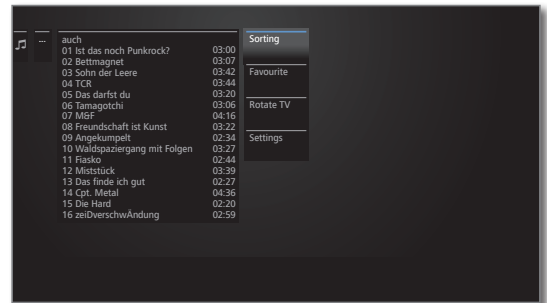 ...
auch
01 Ist das noch Punkrock? 03:00
02 Bettmagnet 03:07
03 Sohn der Leere 03:42
04 TCR 03:44
05 Das darfst du 03:20
06 Tamagotchi 03:06
07 M&F 04:16
08 Freundschaft ist Kunst 03:22
09 Angekumpelt 02:34
10 Waldspaziergang mit Folgen 03:27
11 Fiasko 02:44
12 Miststück 03:39
13 Das finde ich gut 02:27
14 Cpt. Metal 04:36
15 Die Hard 02:20
16 zeiDverschwÄndung 02:59
Sorting
Favourite
Rotate TV
Settings